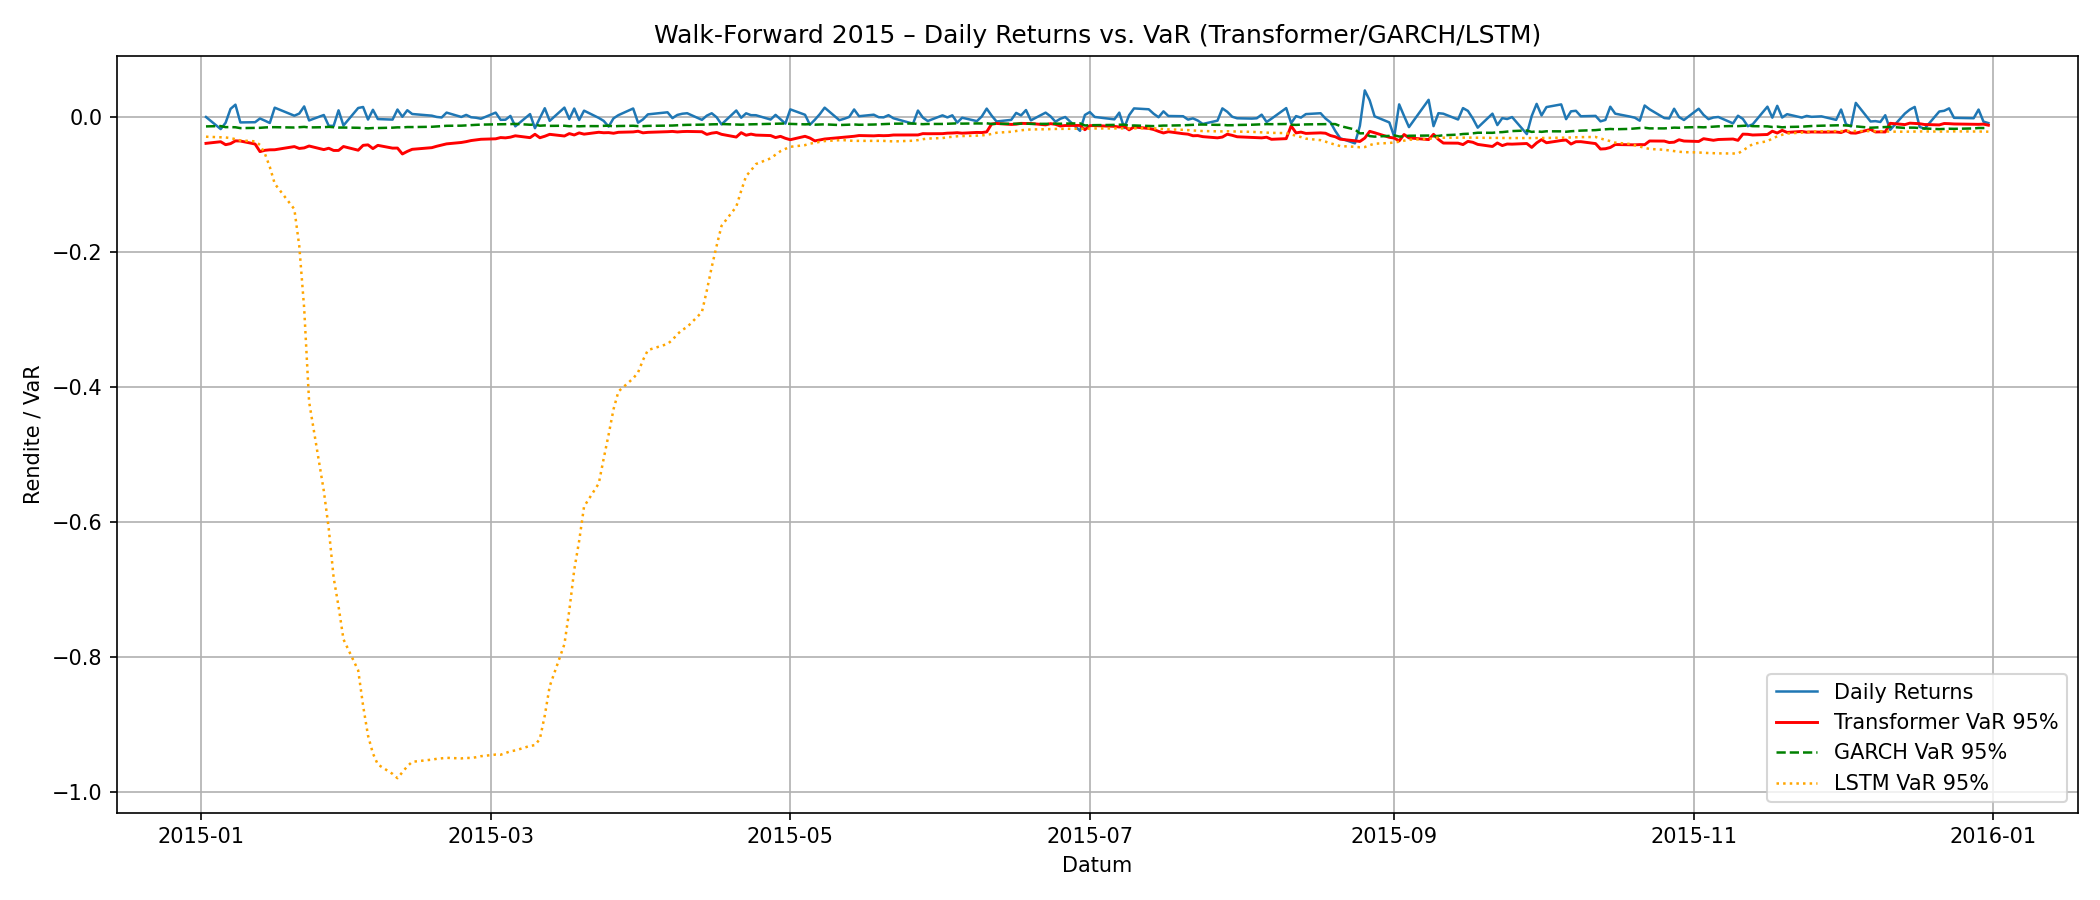 Walk-Forward 2015 – Daily Returns vs. VaR (Transformer/GARCH/LSTM)
Rendite / VaR
0.0
−0.2
−0.4
−0.6
−0.8
−1.0
Daily Returns
Transformer VaR 95%
GARCH VaR 95%
LSTM VaR 95%
2015-01
2015-03
2015-05
2015-07
2015-09
2015-11
2016-01
Datum